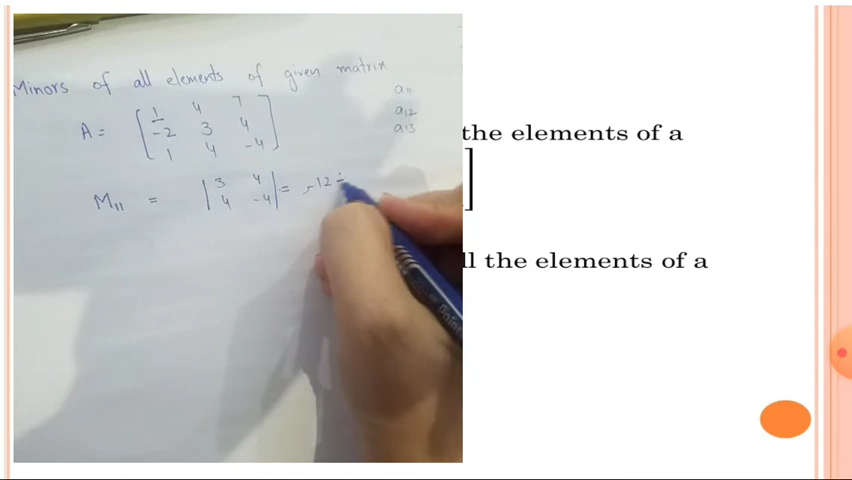 Minors of all elements of given matrix
a11
a12
a13
A = [ 1 4 7
-2 3 4
1 4 -4 ]
M11 = | 3 4
4 -4 | = -12 -
the elements of a
]
ll the elements of a